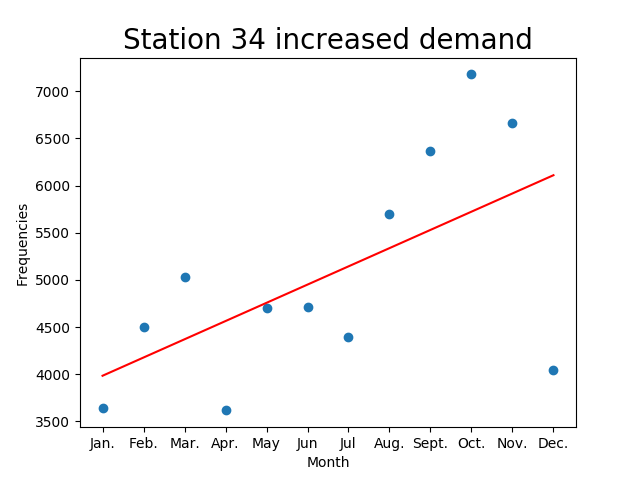 Station 34 increased demand
Frequencies
7000
6500
6000
5500
5000
4500
4000
3500
Jan. Feb. Mar. Apr. May Jun Jul Aug. Sept. Oct. Nov. Dec.
Month